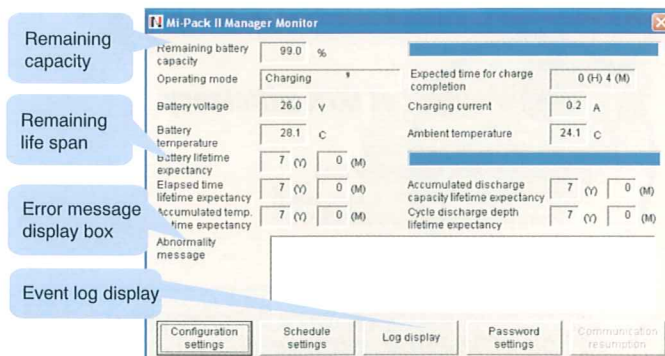 Mi-Pack II Manager Monitor
Remaining
capacity
Remaining battery
capacity
99.0 %
Operating mode
Charging
Expected time for charge
completion
0 (H) 4 (M)
Remaining
life span
Battery voltage
26.0 V
Charging current
0.2 A
Battery
temperature
28.1 C
Ambient temperature
24.1 C
Battery lifetime
expectancy
7 (Y) 0 (M)
Elapsed time
lifetime expectancy
7 (Y) 0 (M)
Accumulated discharge
capacity lifetime expectancy
7 (Y) 0 (M)
Accumulated temp.
lifetime expectancy
7 (Y) 0 (M)
Cycle discharge depth
lifetime expectancy
7 (Y) 0 (M)
Error message
display box
Abnormality
message
Event log display
Configuration
settings
Schedule
settings
Log display
Password
settings
Communication
resumption